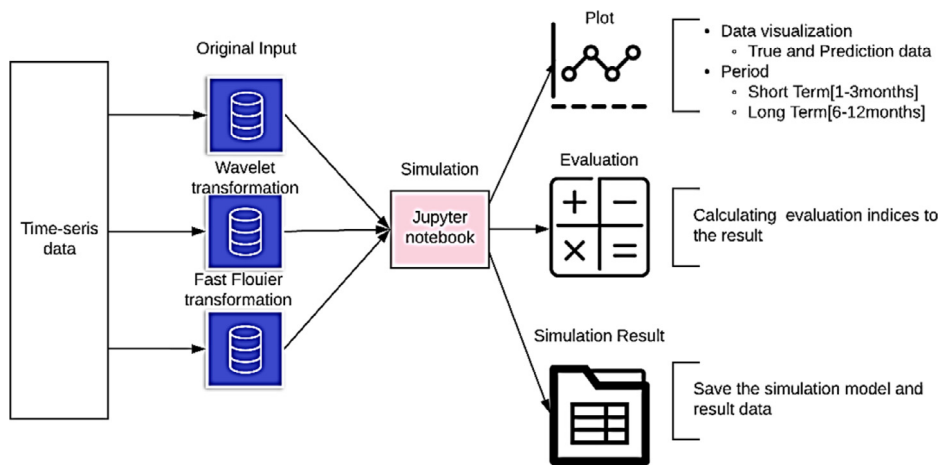 Time-seris
data
Original Input
Wavelet
transformation
Fast Flouier
transformation
Simulation
Jupyter
notebook
Plot
• Data visualization
◦ True and Prediction data
• Period
◦ Short Term[1-3months]
◦ Long Term[6-12months]
Evaluation
Calculating evaluation indices to
the result
Simulation Result
Save the simulation model and
result data